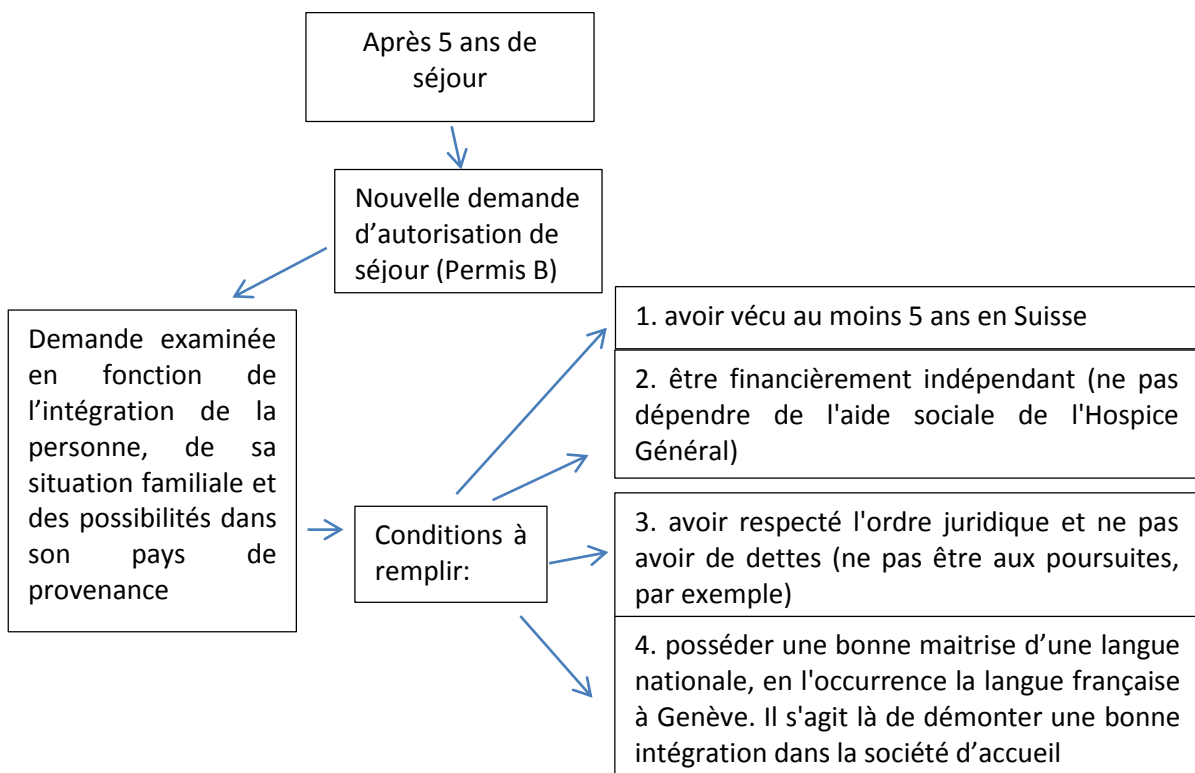 Après 5 ans de
séjour
Nouvelle demande
d’autorisation de
séjour (Permis B)
Demande examinée
en fonction de
l’intégration de la
personne, de sa
situation familiale et
des possibilités dans
son pays de
provenance
Conditions à
remplir:
1. avoir vécu au moins 5 ans en Suisse
2. être financièrement indépendant (ne pas
dépendre de l'aide sociale de l'Hospice
Général)
3. avoir respecté l'ordre juridique et ne pas
avoir de dettes (ne pas être aux poursuites,
par exemple)
4. posséder une bonne maitrise d’une langue
nationale, en l'occurrence la langue française
à Genève. Il s'agit là de démonter une bonne
intégration dans la société d’accueil